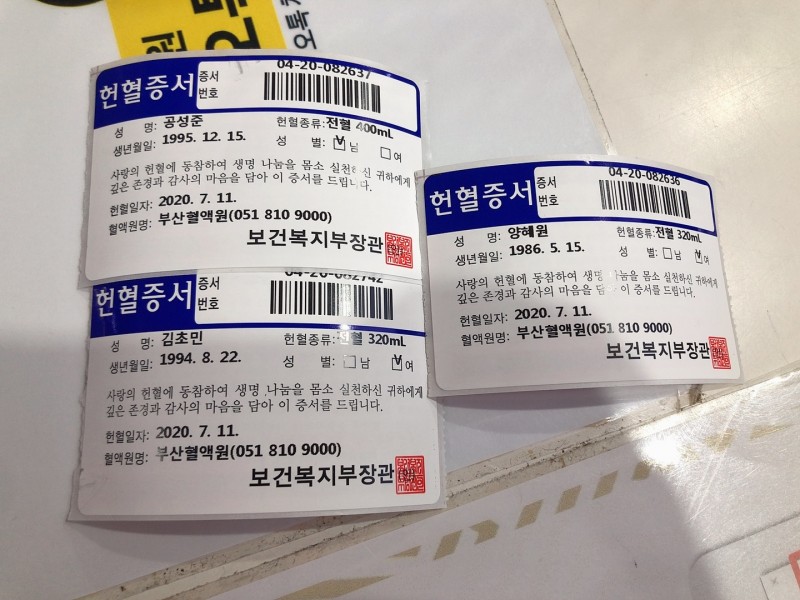 원
오특
헌혈증서 증서번호 04-20-082637
성 명: 공성준 헌혈종류: 전혈 400mL
생년월일: 1995. 12. 15. 성 별: ☑남 □여
사랑의 헌혈에 동참하여 생명 나눔을 몸소 실천하신 귀하에게
깊은 존경과 감사의 마음을 담아 이 증서를 드립니다.
헌혈일자: 2020. 7. 11.
혈액원명: 부산혈액원(051 810 9000)
보건복지부장관
헌혈증서 증서번호 04-20-082636
성 명: 양혜원 헌혈종류: 전혈 320mL
생년월일: 1986. 5. 15. 성 별: □남 ☑여
사랑의 헌혈에 동참하여 생명 나눔을 몸소 실천하신 귀하에게
깊은 존경과 감사의 마음을 담아 이 증서를 드립니다.
헌혈일자: 2020. 7. 11.
혈액원명: 부산혈액원(051 810 9000)
보건복지부장관
헌혈증서 증서번호 04-20-082742
성 명: 김초민 헌혈종류: 전혈 320mL
생년월일: 1994. 8. 22. 성 별: □남 ☑여
사랑의 헌혈에 동참하여 생명 나눔을 몸소 실천하신 귀하에게
깊은 존경과 감사의 마음을 담아 이 증서를 드립니다.
헌혈일자: 2020. 7. 11.
혈액원명: 부산혈액원(051 810 9000)
보건복지부장관